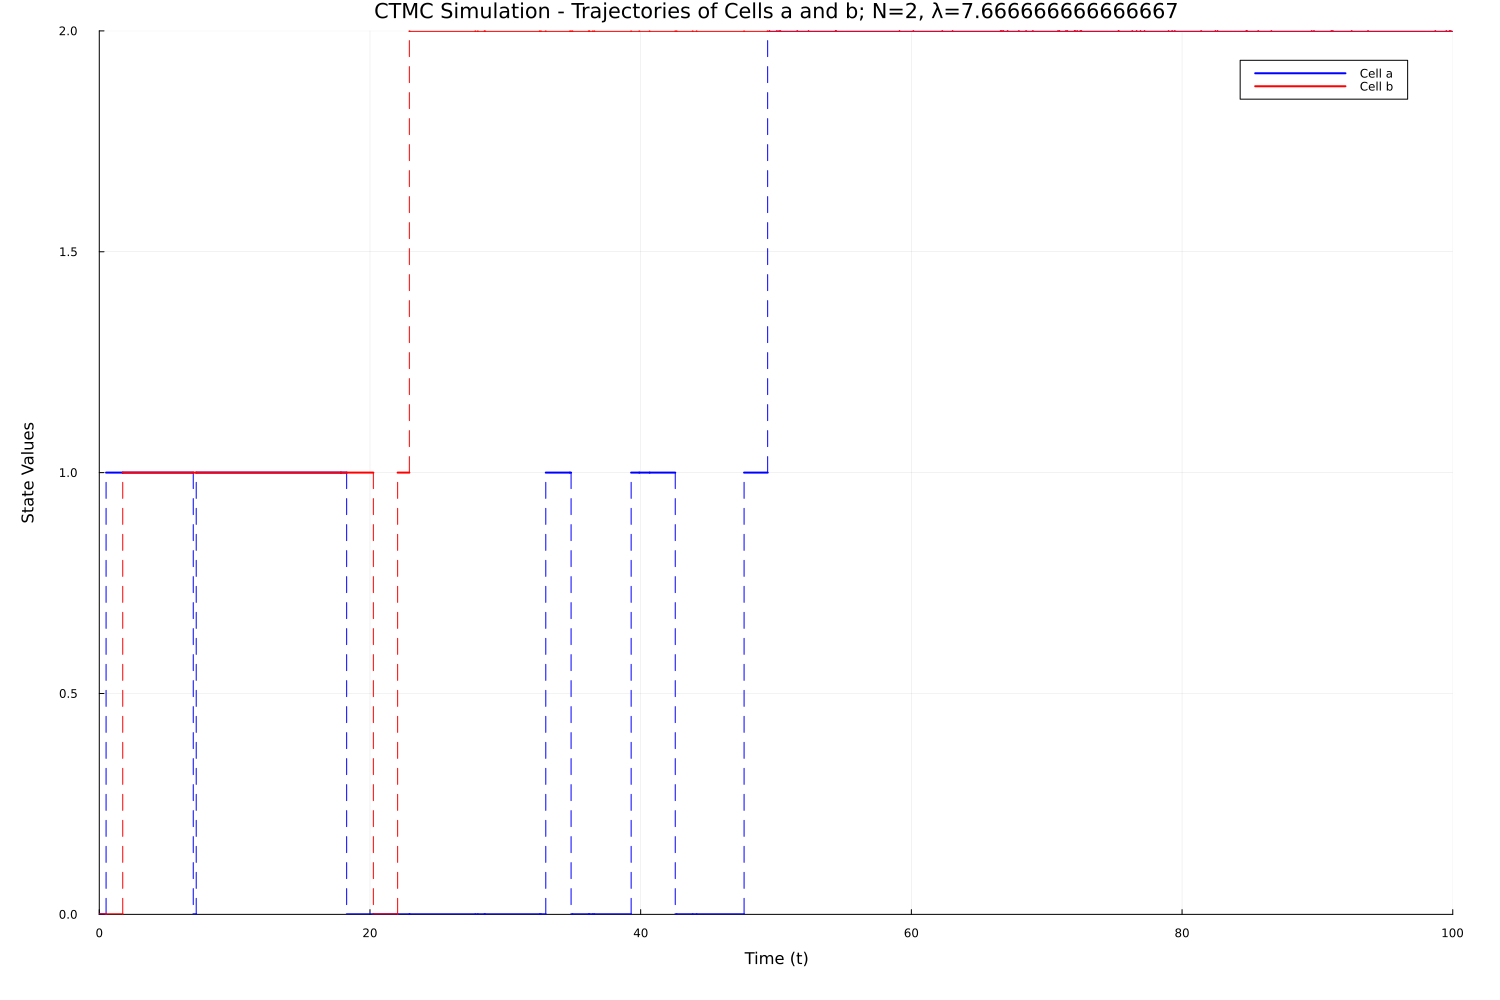 CTMC Simulation - Trajectories of Cells a and b; N=2, λ=7.666666666666667
2.0
Cell a
Cell b
1.5
State Values
1.0
0.5
0.0
0 20 40 60 80 100
Time (t)